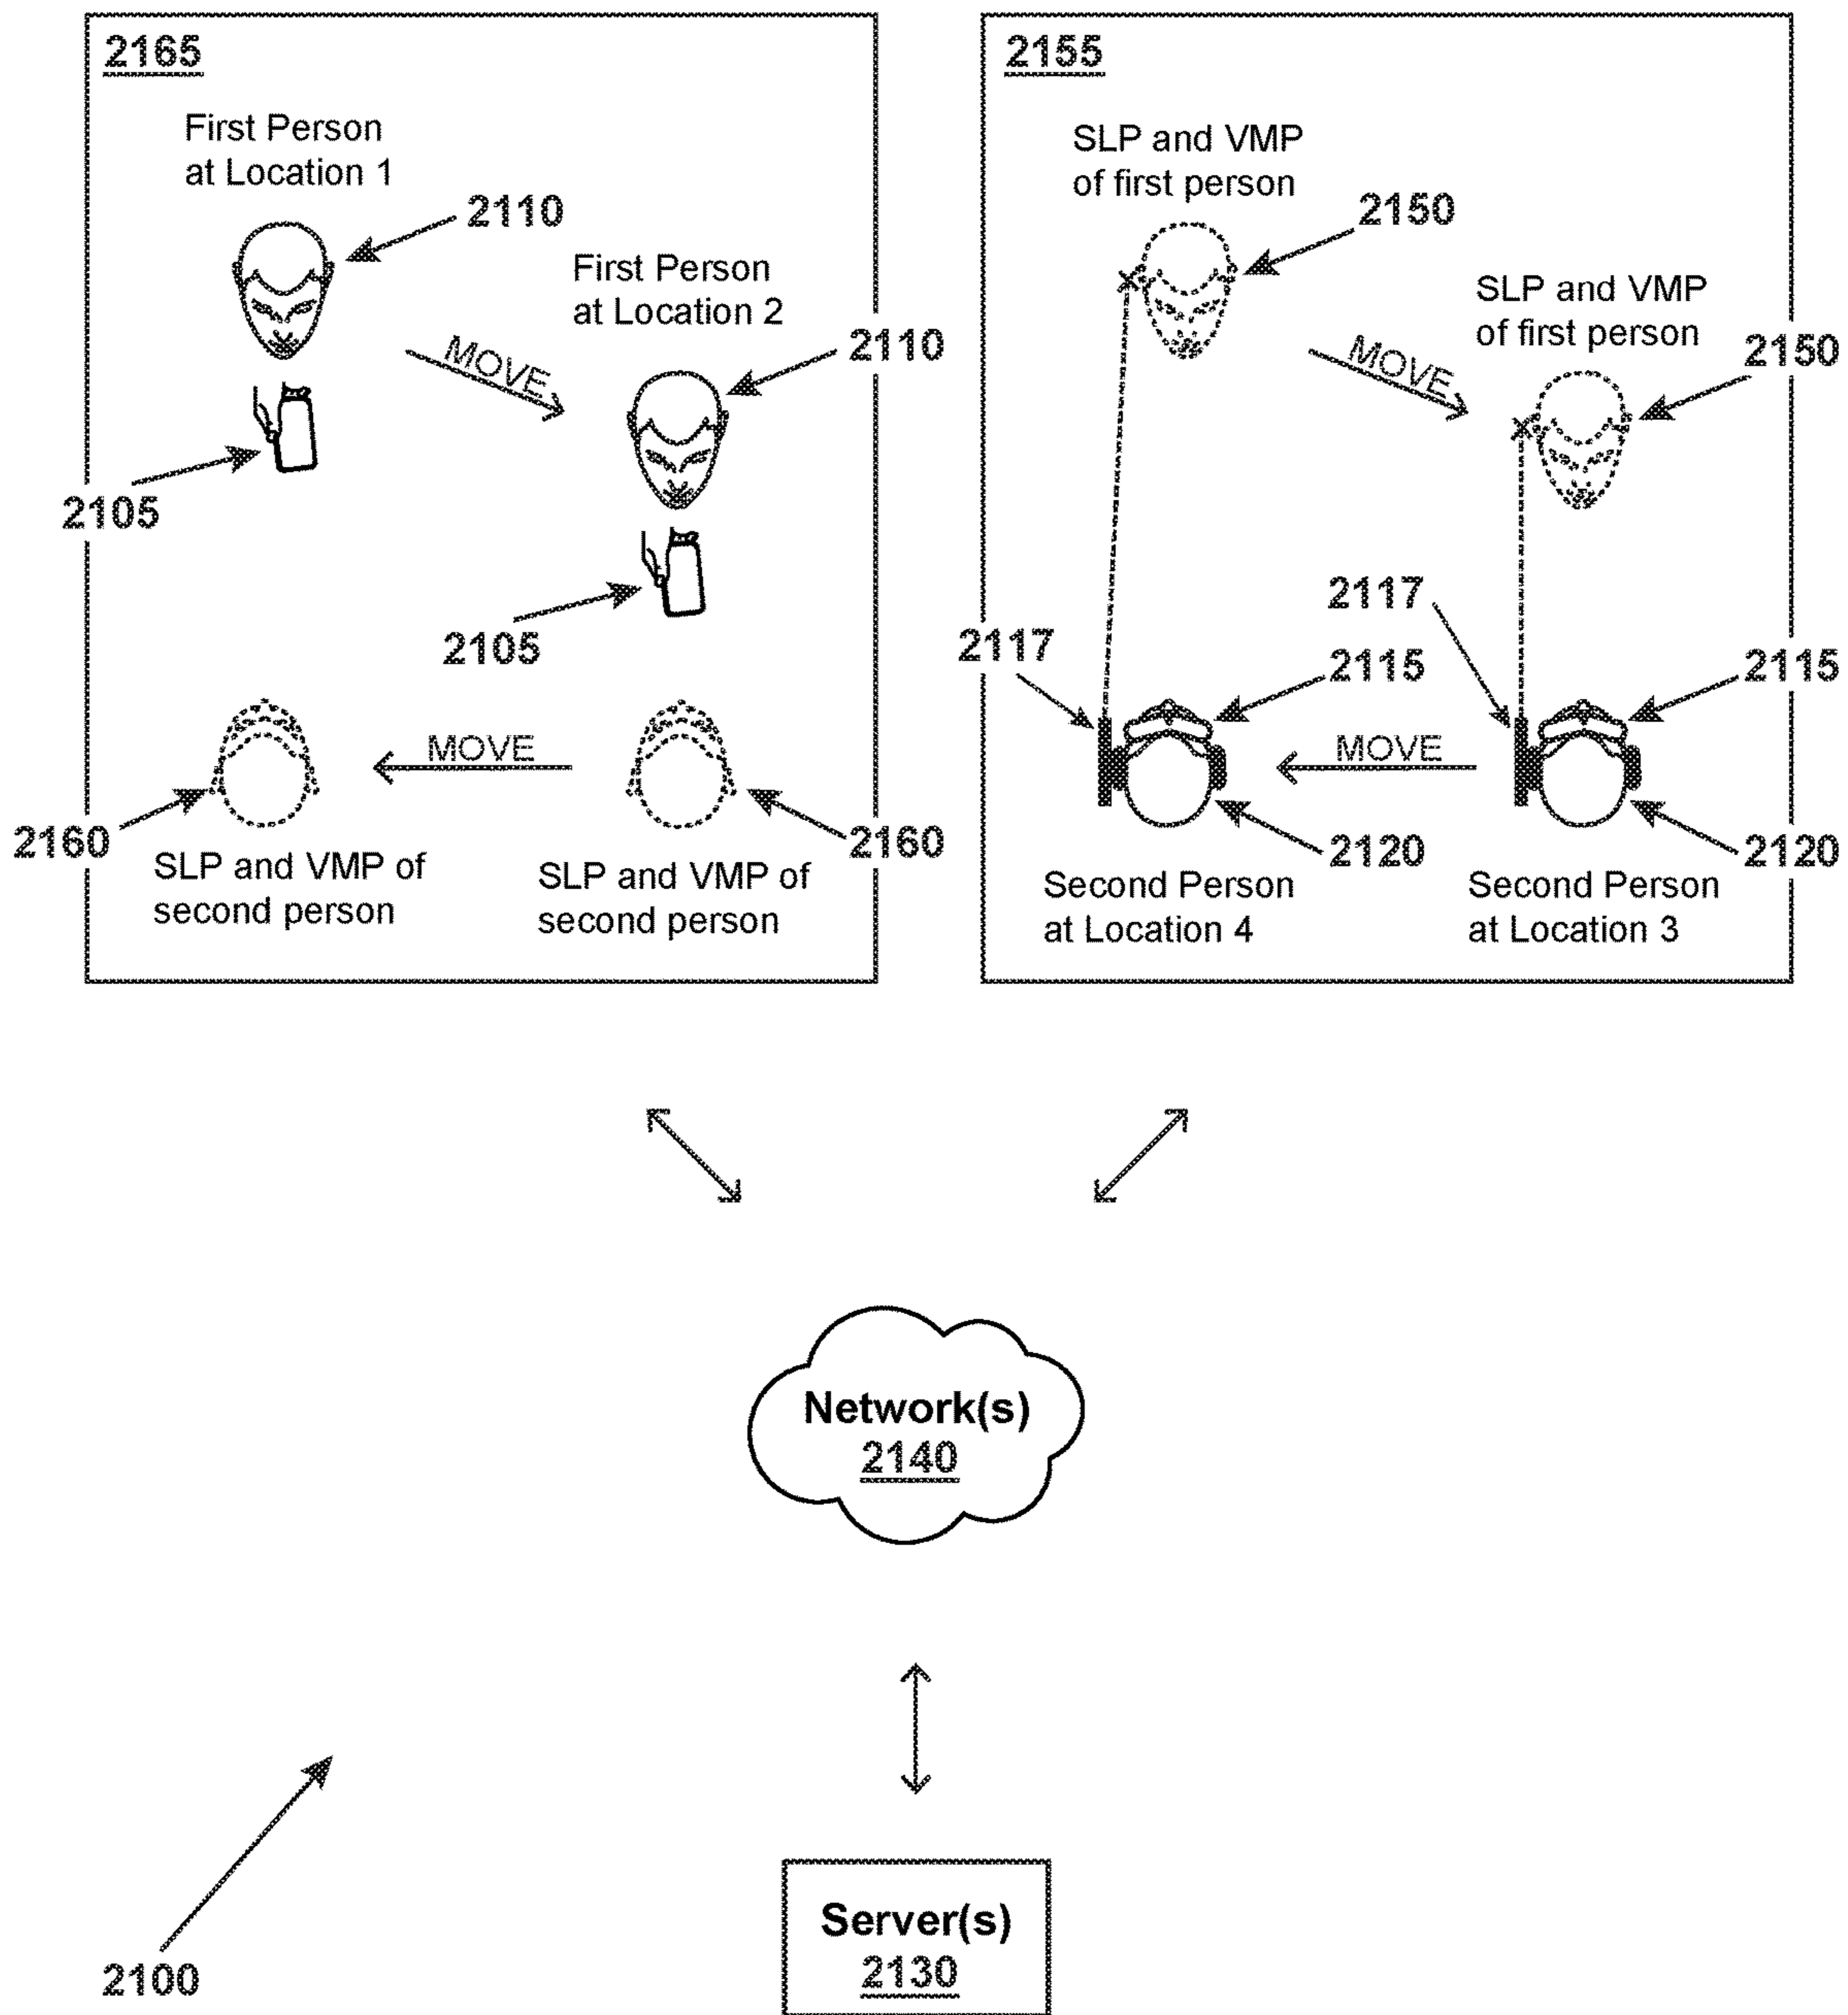 2165
First Person
at Location 1
2110
First Person
at Location 2
2110
MOVE
2105
2105
MOVE
2160
2160
SLP and VMP of
second person
SLP and VMP of
second person
2155
SLP and VMP
of first person
2150
SLP and VMP
of first person
2150
MOVE
2117
2117
2115
2115
MOVE
2120
2120
Second Person
at Location 4
Second Person
at Location 3
Network(s)
2140
Server(s)
2130
2100